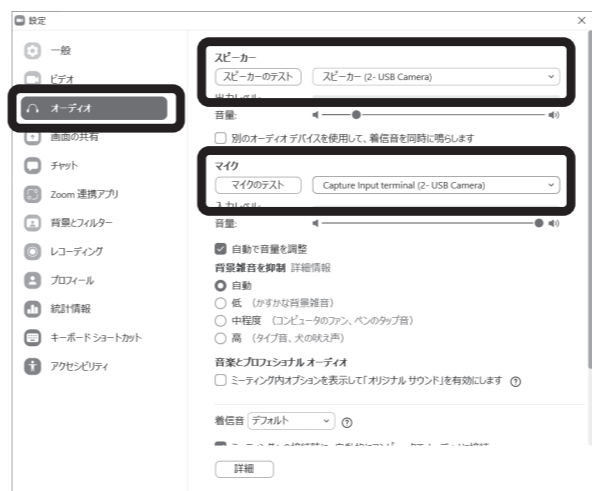 設定
一般
ビデオ
オーディオ
画面の共有
チャット
Zoom 連携アプリ
背景とフィルター
レコーディング
プロフィール
統計情報
キーボード ショートカット
アクセシビリティ
スピーカー
スピーカーのテスト スピーカー (2- USB Camera)
出力レベル:
音量:
別のオーディオ デバイスを使用して、着信音を同時に鳴らします
マイク
マイクのテスト Capture Input terminal (2- USB Camera)
入力レベル:
音量:
自動で音量を調整
背景雑音を抑制 詳細情報
自動
低 (かすかな背景雑音)
中程度 (コンピュータのファン、ペンのタップ音)
高 (タイプ音、犬の吠え声)
音楽とプロフェショナル オーディオ
ミーティング内オプションを表示して「オリジナル サウンド」を有効にします
着信音 デフォルト
詳細